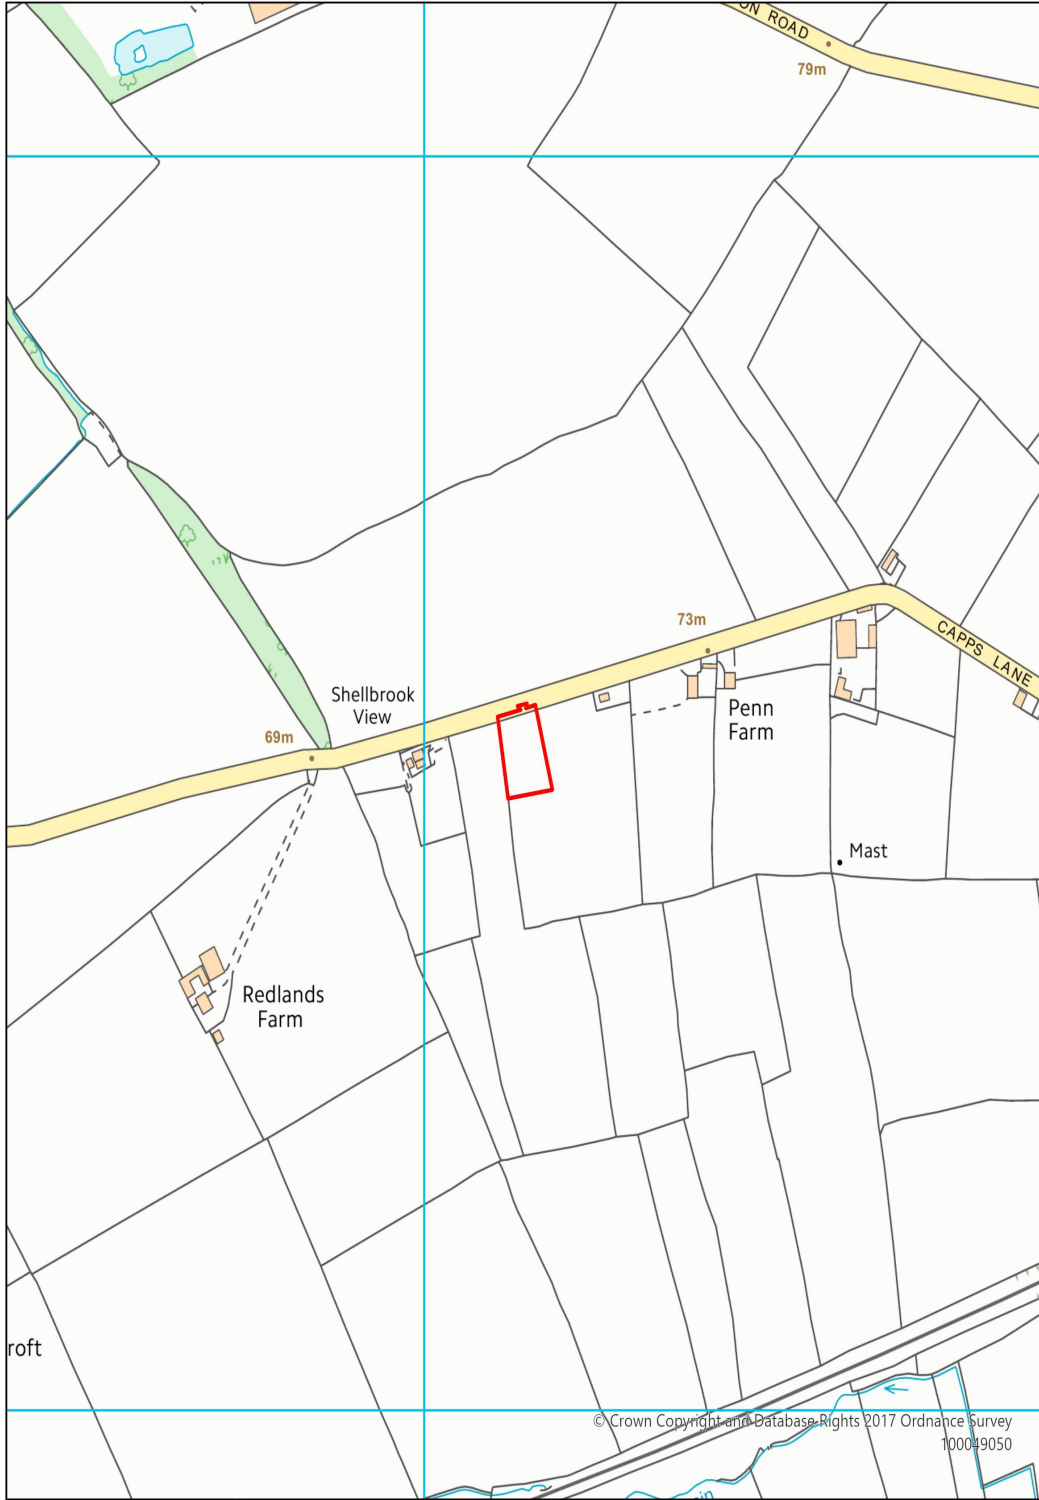 ON ROAD
79m
73m
CAPPS LANE
Shellbrook
View
69m
Penn
Farm
Mast
Redlands
Farm
roft
© Crown Copyright and Database Rights 2017 Ordnance Survey
100049050